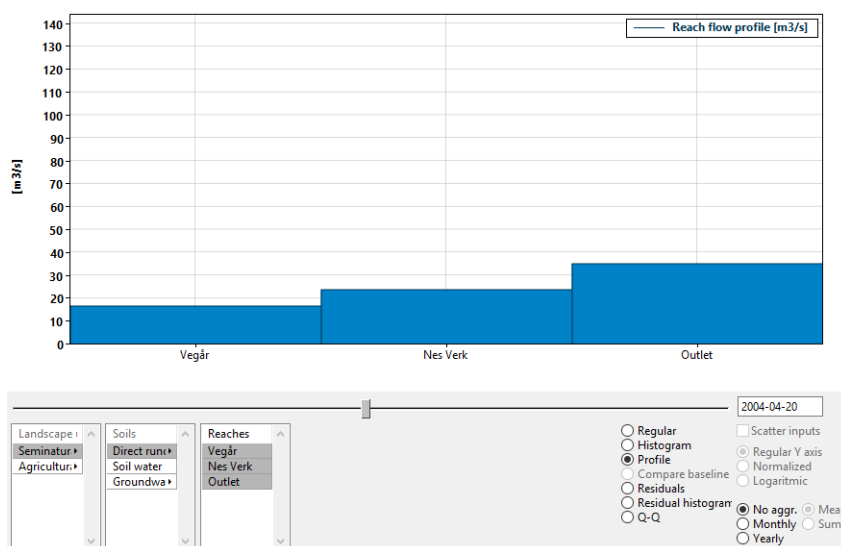 Reach flow profile [m3/s]
140
130
120
110
100
90
80
70
60
50
40
30
20
10
0
[m3/s]
Vegår
Nes Verk
Outlet
2004-04-20
Landscape
Seminatur
Agricultura
Soils
Direct runo
Soil water
Groundwa
Reaches
Vegår
Nes Verk
Outlet
Regular
Histogram
Profile
Compare baseline
Residuals
Residual histogram
Q-Q
Scatter inputs
Regular Y axis
Normalized
Logaritmic
No aggr.
Mea
Monthly
Sum
Yearly